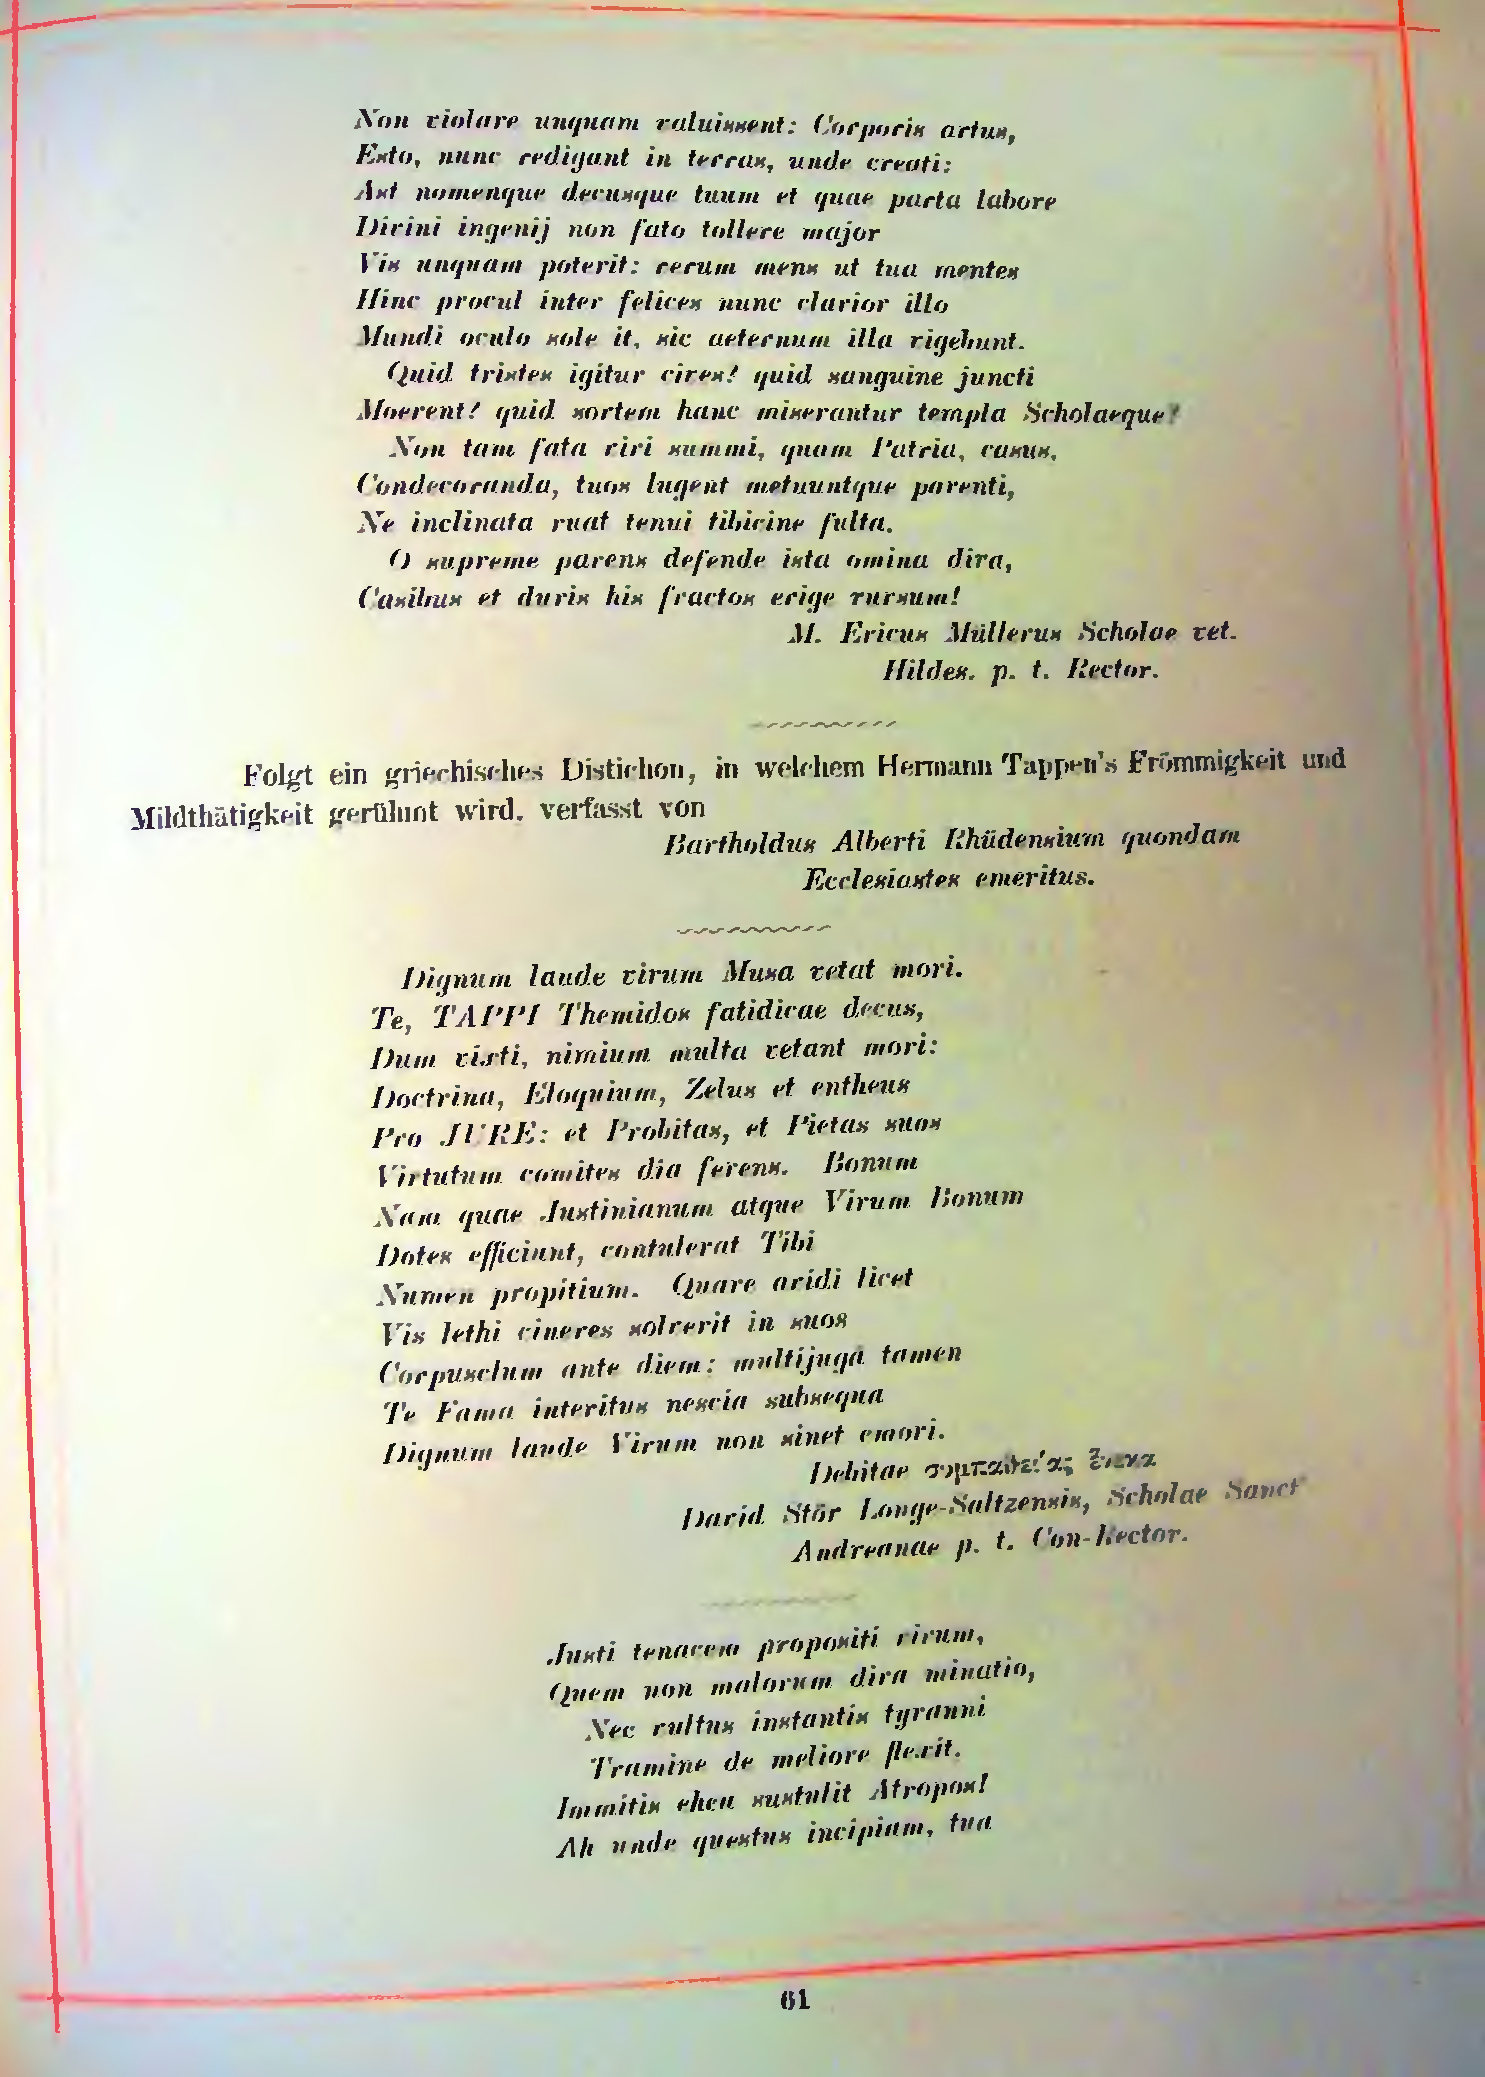 Non violare unquam valuissent: Corporis artus,
Esto, nunc redigant in terras, unde creati:
Ast nomenque decusque tuum et quae parta labore
Divini ingenij non fato tollere major
Vis unquam poterit: verum mens ut tua mentes
Hinc procul inter felices nunc clarior illo
Mundi oculo sole it, sic aeternum illa vigebunt.
Quid tristes igitur cives? quid sanguine juncti
Moerent? quid sortem hanc miserantur templa Scholaeque?
Non tam fata viri summi, quam Patria, casus,
Condecoranda, tuos lugent metuuntque parenti,
Ne inclinata ruat tenui tibicine fulta.
O supreme parens defende ista omina dira,
Casibus et duris his fractos erige rursum!
M. Ericus Müllerus Scholae vet.
Hildes. p. t. Rector.
Folgt ein griechisches Distichon, in welchem Hermann Tappen's Frömmigkeit und
Mildthätigkeit gerühmt wird, verfasst von
Bartholdus Alberti Rhüdensium quondam
Ecclesiastes emeritus.
Dignum laude virum Musa vetat mori.
Te, TAPPI Themidos fatidicae decus,
Dum vixti, nimium multa vetant mori:
Doctrina, Eloquium, Zelus et entheus
Pro JURE: et Probitas, et Pietas suos
Virtutum comites dia ferens. Bonum
Nam quae Justinianum atque Virum Bonum
Dotes efficiunt, contulerat Tibi
Numen propitium. Quare aridi licet
Vis lethi cineres solverit in suos
Corpusclum ante diem: multijugâ tamen
Te Fama interitus nescia subsequa
Dignum laude Virum non sinet emori.
Debitae συμπαθείας ἕνεκα
David Stör Longe-Saltzensis, Scholae Sanct
Andreanae p. t. Con-Rector.
Justi tenacem propositi virum,
Quem non malorum dira minatio,
Nec vultus instantis tyranni
Tramine de meliore flexit.
Immitis eheu sustulit Atropos!
Ah unde questus incipiam, tua
61